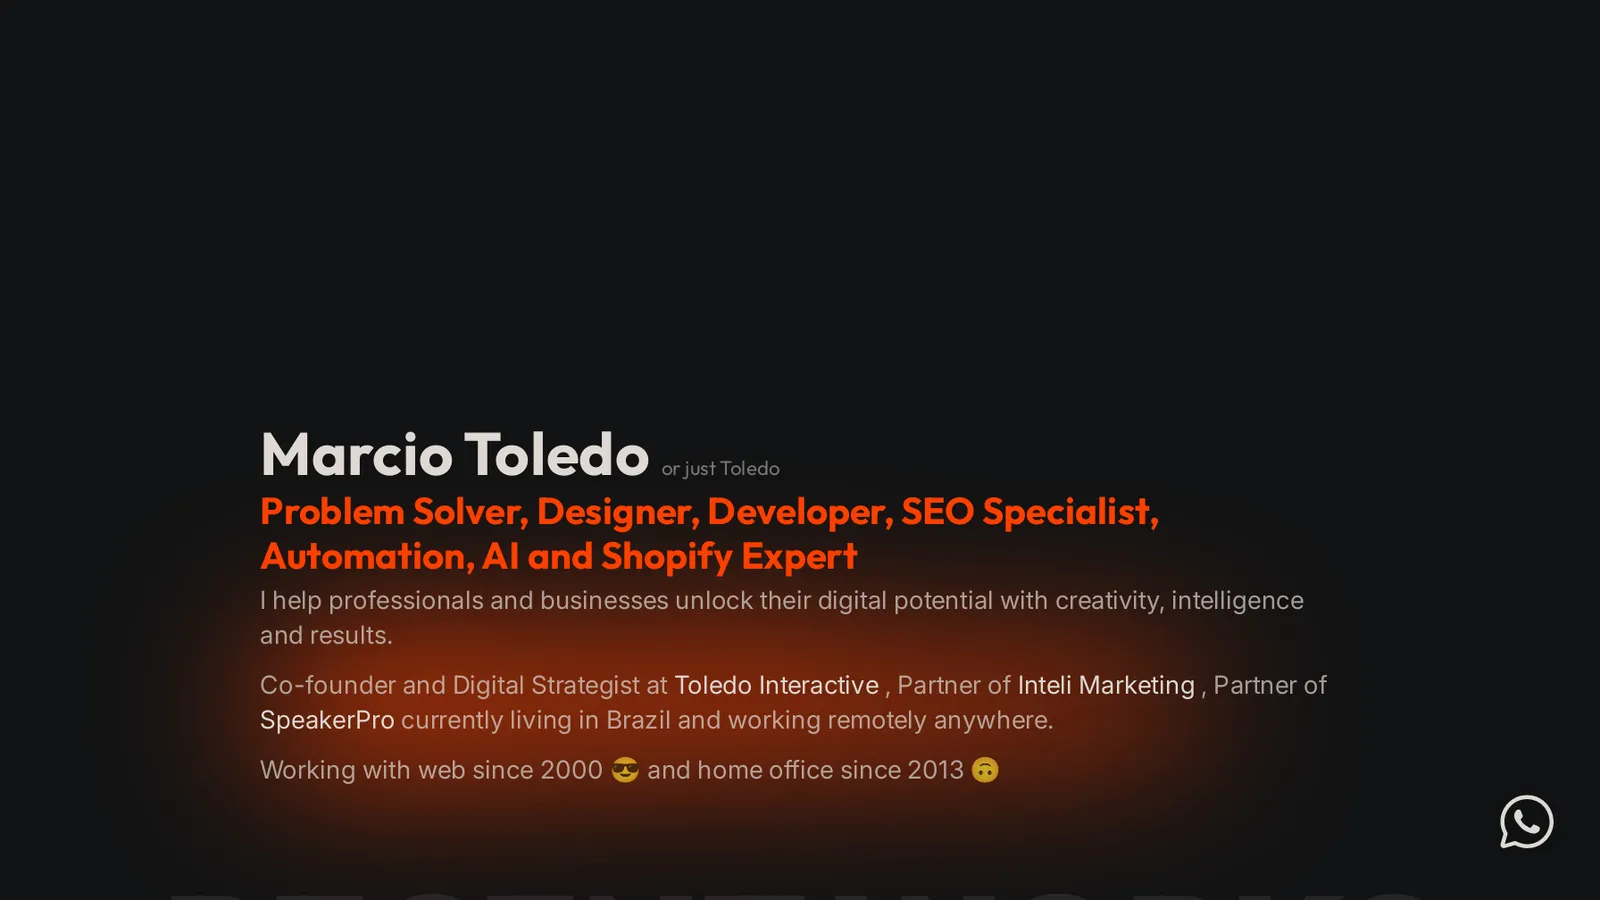 Marcio Toledo or just Toledo
Problem Solver, Designer, Developer, SEO Specialist,
Automation, AI and Shopify Expert
I help professionals and businesses unlock their digital potential with creativity, intelligence
and results.
Co-founder and Digital Strategist at Toledo Interactive , Partner of Inteli Marketing , Partner of
SpeakerPro currently living in Brazil and working remotely anywhere.
Working with web since 2000 😎 and home office since 2013 🙃